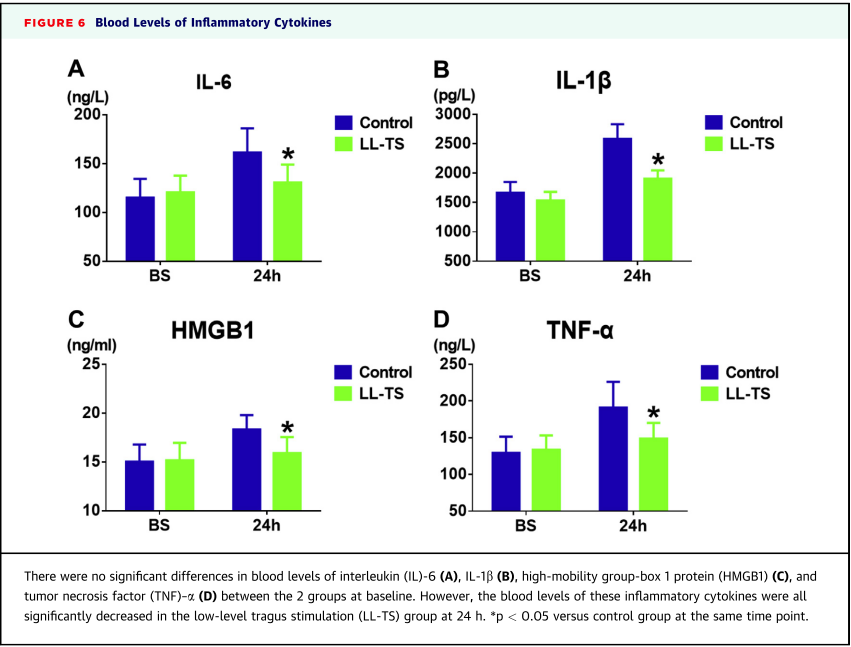 FIGURE 6 Blood Levels of Inflammatory Cytokines
A
IL-6
(ng/L)
200
150
100
50
BS
24h
*
Control
LL-TS
B
IL-1β
(pg/L)
3000
2500
2000
1500
1000
500
BS
24h
*
Control
LL-TS
C
HMGB1
(ng/ml)
25
20
15
10
BS
24h
*
Control
LL-TS
D
TNF-α
(ng/L)
250
200
150
100
50
BS
24h
*
Control
LL-TS
There were no significant differences in blood levels of interleukin (IL)-6 (A), IL-1β (B), high-mobility group-box 1 protein (HMGB1) (C), and
tumor necrosis factor (TNF)-α (D) between the 2 groups at baseline. However, the blood levels of these inflammatory cytokines were all
significantly decreased in the low-level tragus stimulation (LL-TS) group at 24 h. *p < 0.05 versus control group at the same time point.